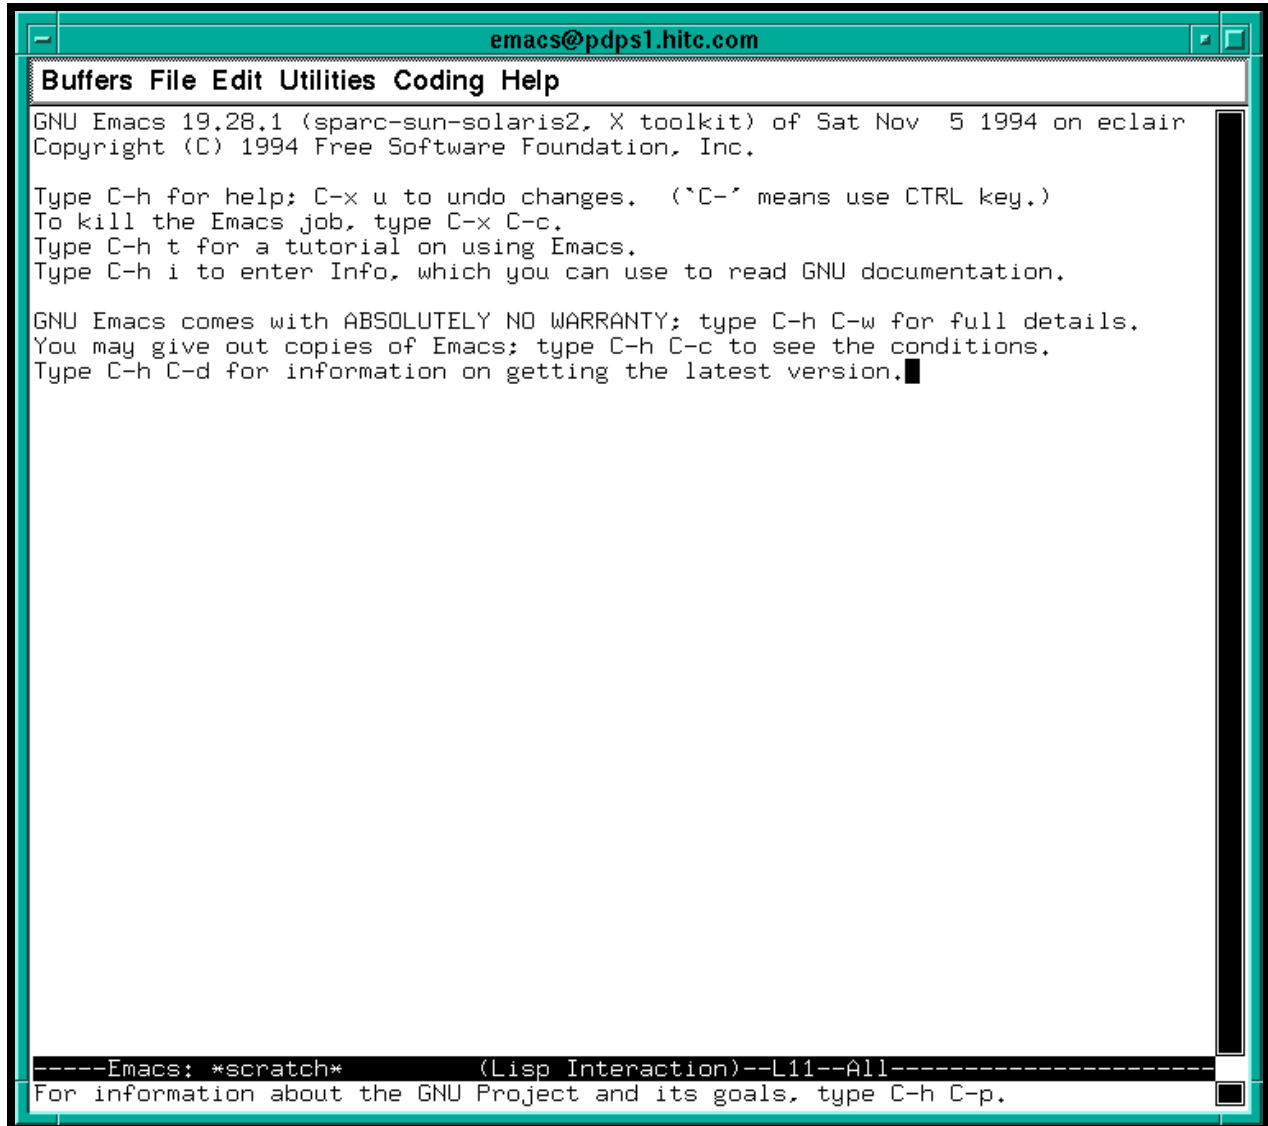 emacs@pdps1.hitc.com
Buffers File Edit Utilities Coding Help
GNU Emacs 19.28.1 (sparc-sun-solaris2, X toolkit) of Sat Nov  5 1994 on eclair
Copyright (C) 1994 Free Software Foundation, Inc.
Type C-h for help; C-x u to undo changes.  (`C-´ means use CTRL key.)
To kill the Emacs job, type C-x C-c.
Type C-h t for a tutorial on using Emacs.
Type C-h i to enter Info, which you can use to read GNU documentation.
GNU Emacs comes with ABSOLUTELY NO WARRANTY; type C-h C-w for full details.
You may give out copies of Emacs; type C-h C-c to see the conditions.
Type C-h C-d for information on getting the latest version.
-----Emacs: *scratch*         (Lisp Interaction)--L11--All----------------------
For information about the GNU Project and its goals, type C-h C-p.